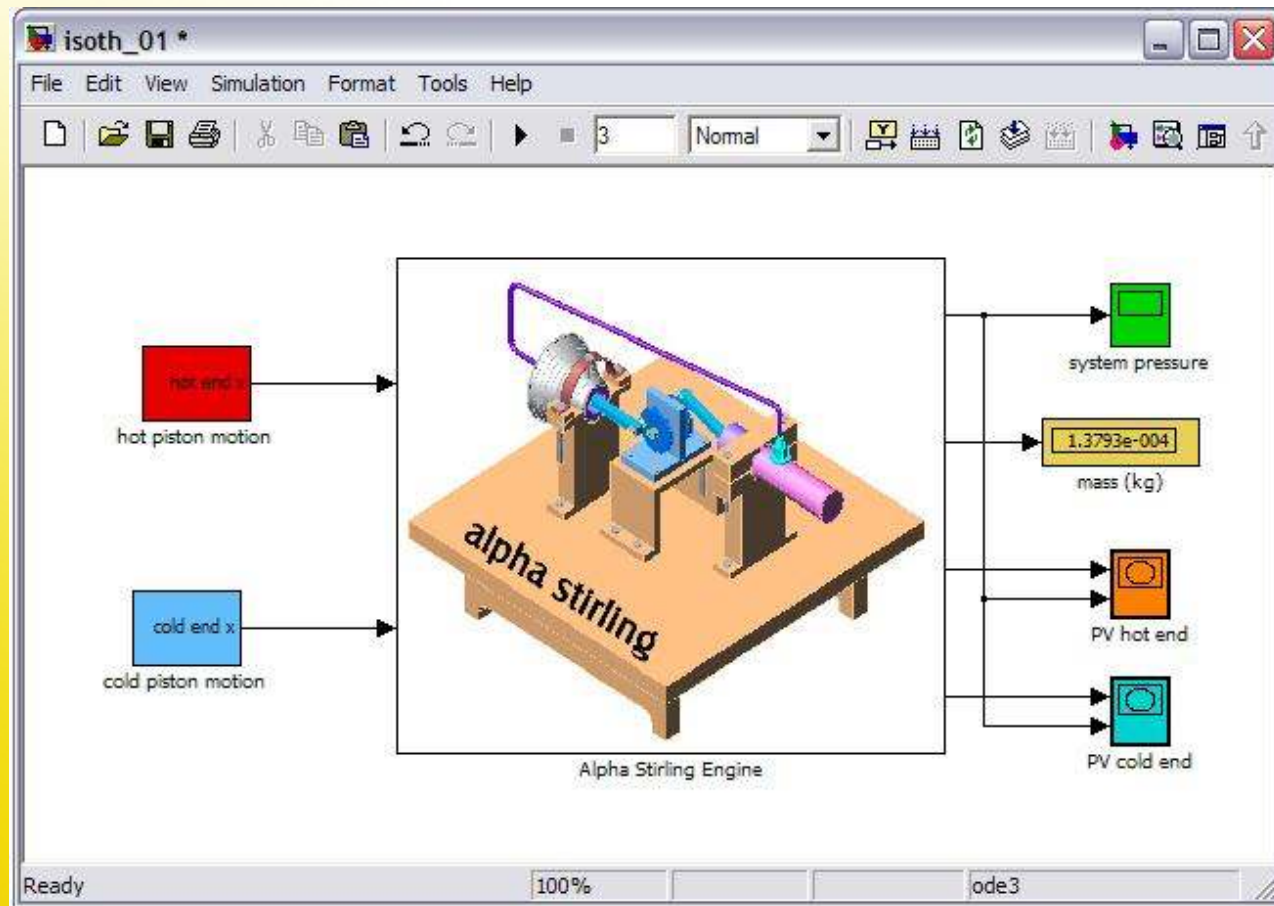 isoth_01 *
File Edit View Simulation Format Tools Help
3 Normal
hot end x
hot piston motion
cold end x
cold piston motion
alpha stirling
Alpha Stirling Engine
system pressure
1.3793e-004
mass (kg)
PV hot end
PV cold end
Ready 100% ode3